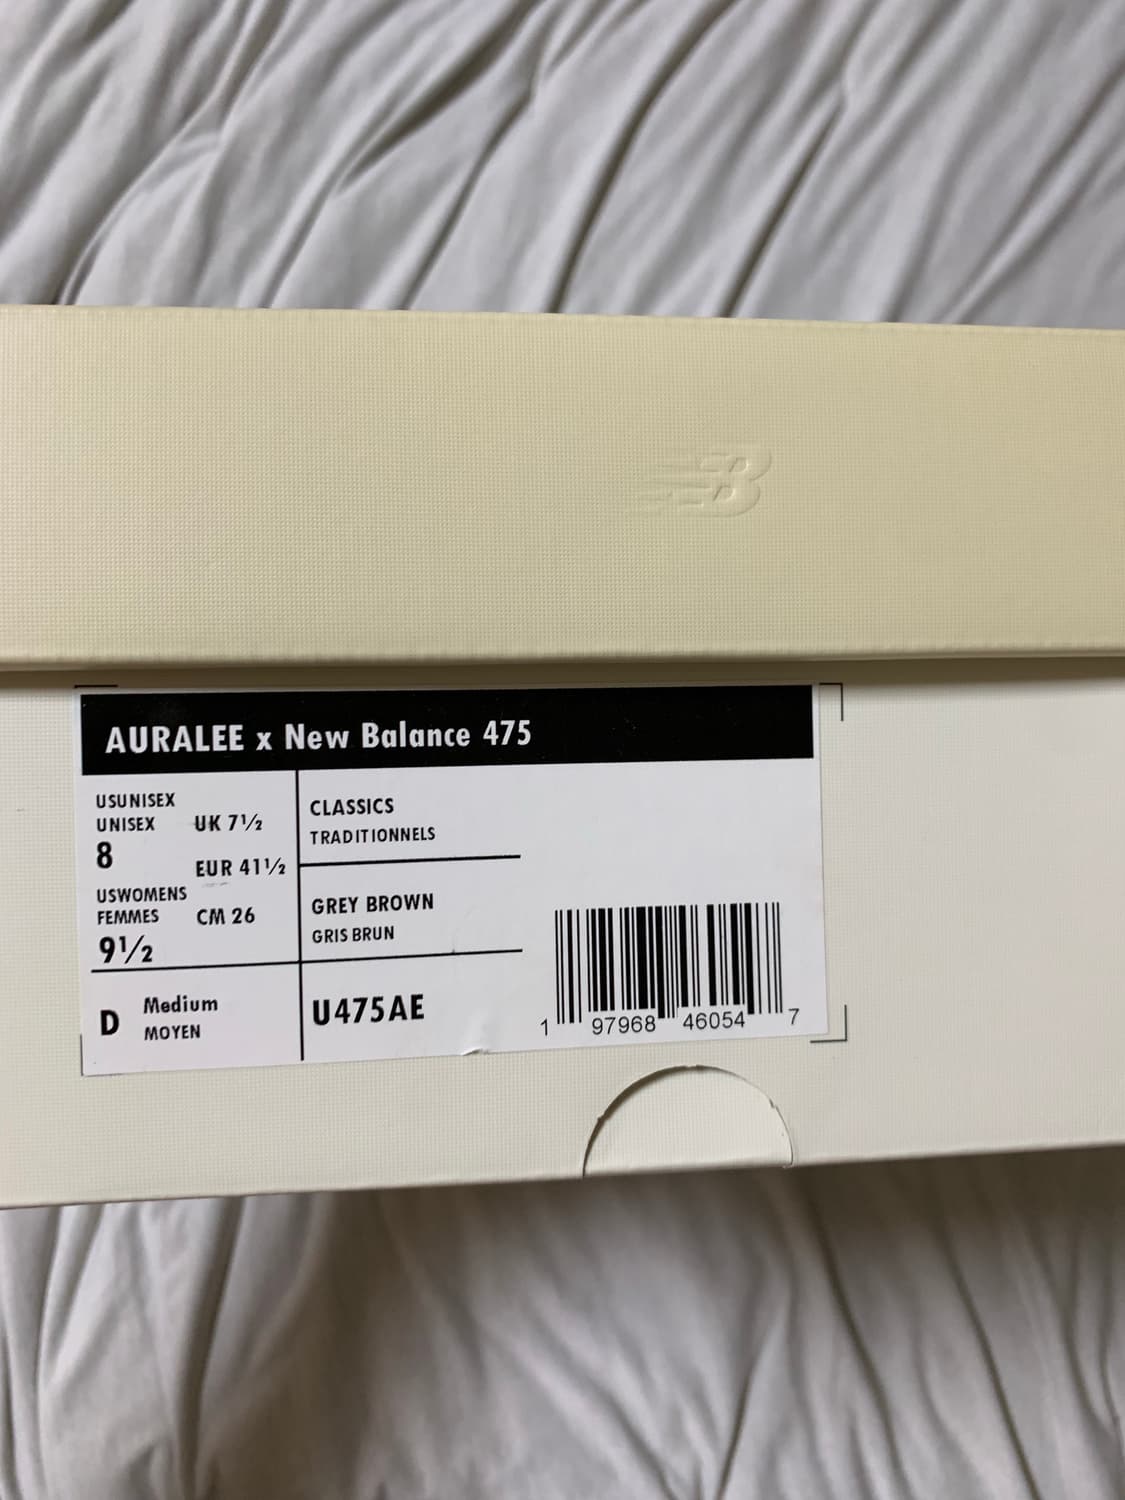 AURALEE x New Balance 475
USUNISEX
UNISEX
8
UK 7½
EUR 41½
USWOMENS
FEMMES
9½
CM 26
D
Medium
MOYEN
CLASSICS
TRADITIONNELS
GREY BROWN
GRIS BRUN
U475AE
1 97968 46054 7